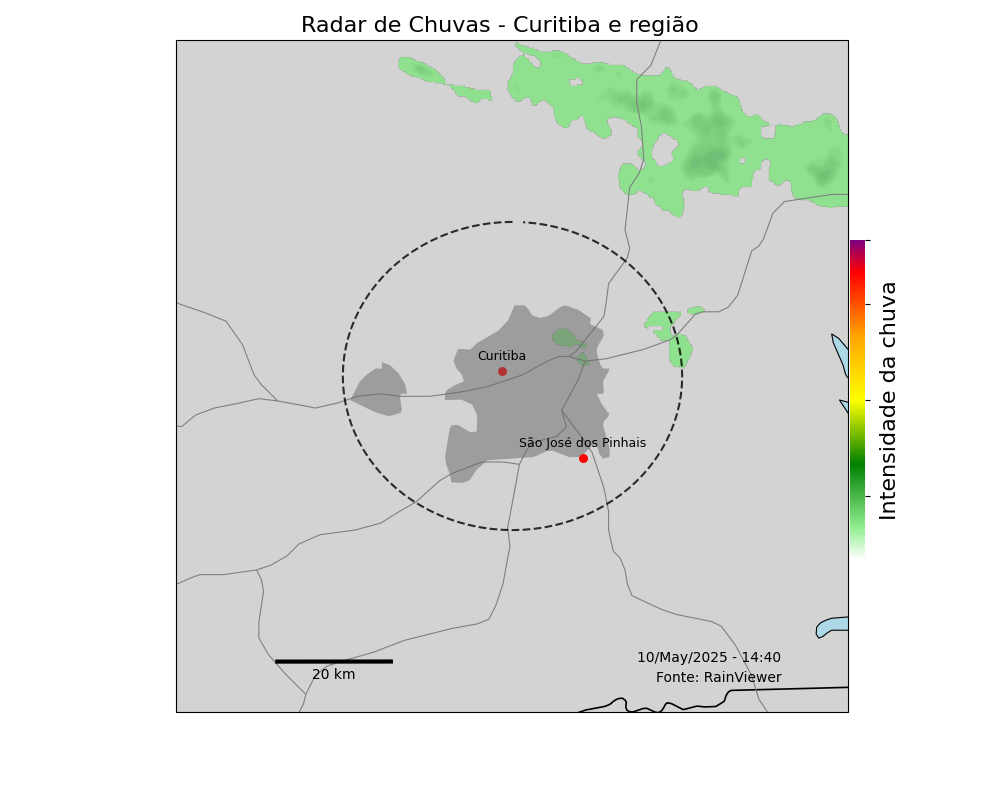 Radar de Chuvas - Curitiba e região
Curitiba
São José dos Pinhais
Intensidade da chuva
10/May/2025 - 14:40
Fonte: RainViewer
20 km